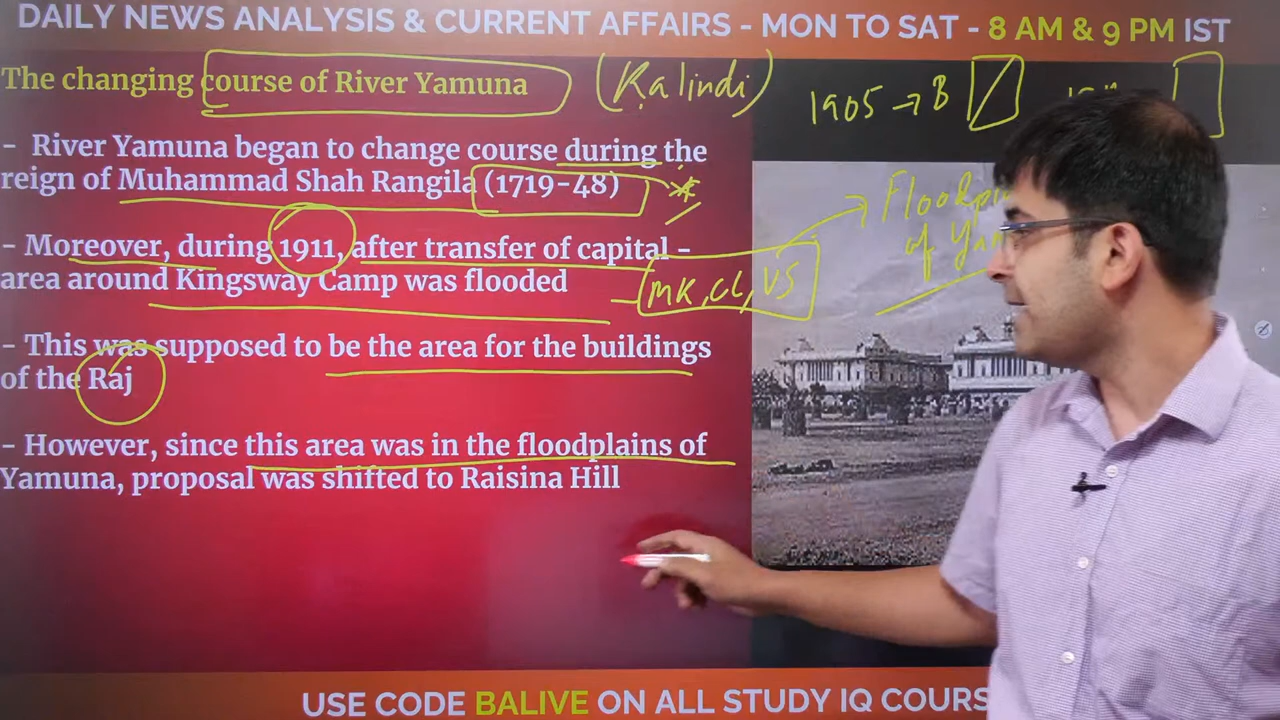 DAILY NEWS ANALYSIS & CURRENT AFFAIRS - MON TO SAT - 8 AM & 9 PM IST
The changing course of River Yamuna
(Kalindi)
1905 → B
- River Yamuna began to change course during the
reign of Muhammad Shah Rangila (1719-48)
of
- Moreover, during 1911, after transfer of capital -
area around Kingsway Camp was flooded
MK, CL, VS
- This was supposed to be the area for the buildings
of the Raj
- However, since this area was in the floodplains of
Yamuna, proposal was shifted to Raisina Hill
USE CODE BALIVE ON ALL STUDY IQ